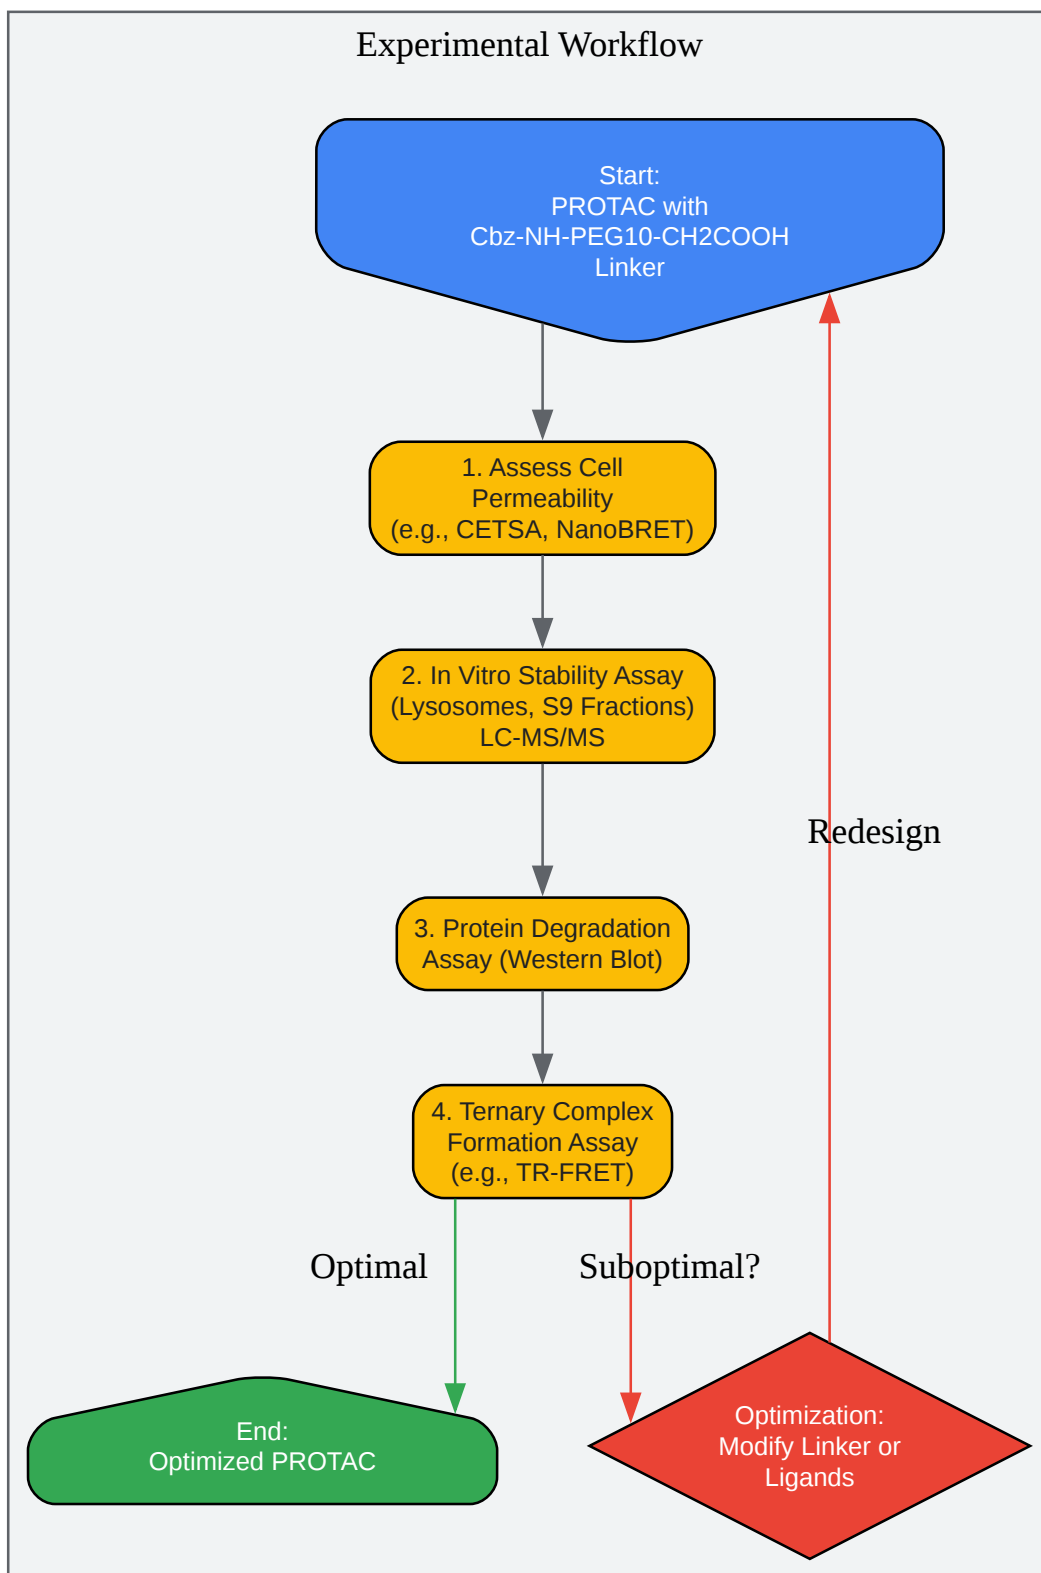 Experimental Workflow
Start:
PROTAC with
Cbz-NH-PEG10-CH2COOH
Linker
1. Assess Cell
Permeability
(e.g., CETSA, NanoBRET)
2. In Vitro Stability Assay
(Lysosomes, S9 Fractions)
LC-MS/MS
Redesign
3. Protein Degradation
Assay (Western Blot)
4. Ternary Complex
Formation Assay
(e.g., TR-FRET)
Optimal
Suboptimal?
End:
Optimized PROTAC
Optimization:
Modify Linker or
Ligands